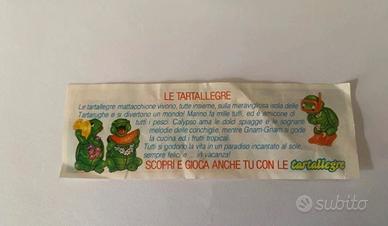 LE TARTALLEGRE
Le tartallegre mattacchione vivono, tutte insieme, sulla meravigliosa isola delle
Tartarughe e si divertono un mondo! Marino fa mille tuffi, ed è amicone di
tutti i pesci. Calypso ama le dolci spiagge e le sognanti
melodie delle conchiglie, mentre Gnam-Gnam si gode
la cucina ed i frutti tropicali.
Tutti si godono la vita in un paradiso incantato al sole,
sempre felici e ... in vacanza!
SCOPRI E GIOCA ANCHE TU CON LE tartallegre
subito